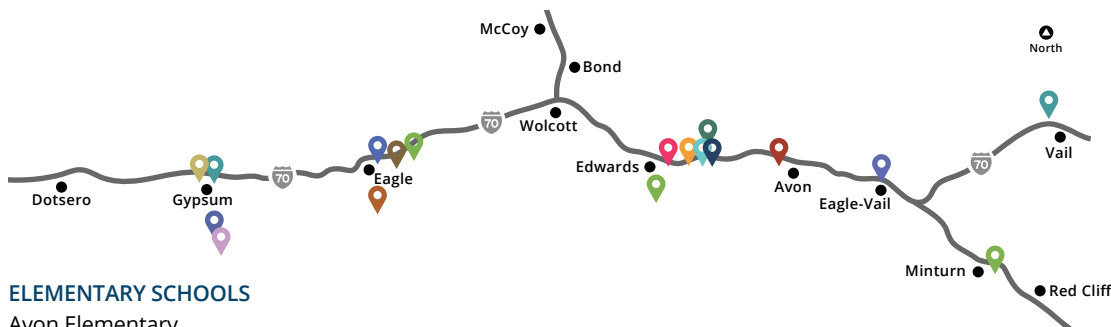 McCoy
North
Bond
70
Wolcott
70
Vail
Edwards
70
Eagle
Avon
Dotsero
Gypsum
Eagle-Vail
Minturn
Red Cliff
ELEMENTARY SCHOOLS
Avon Elementary